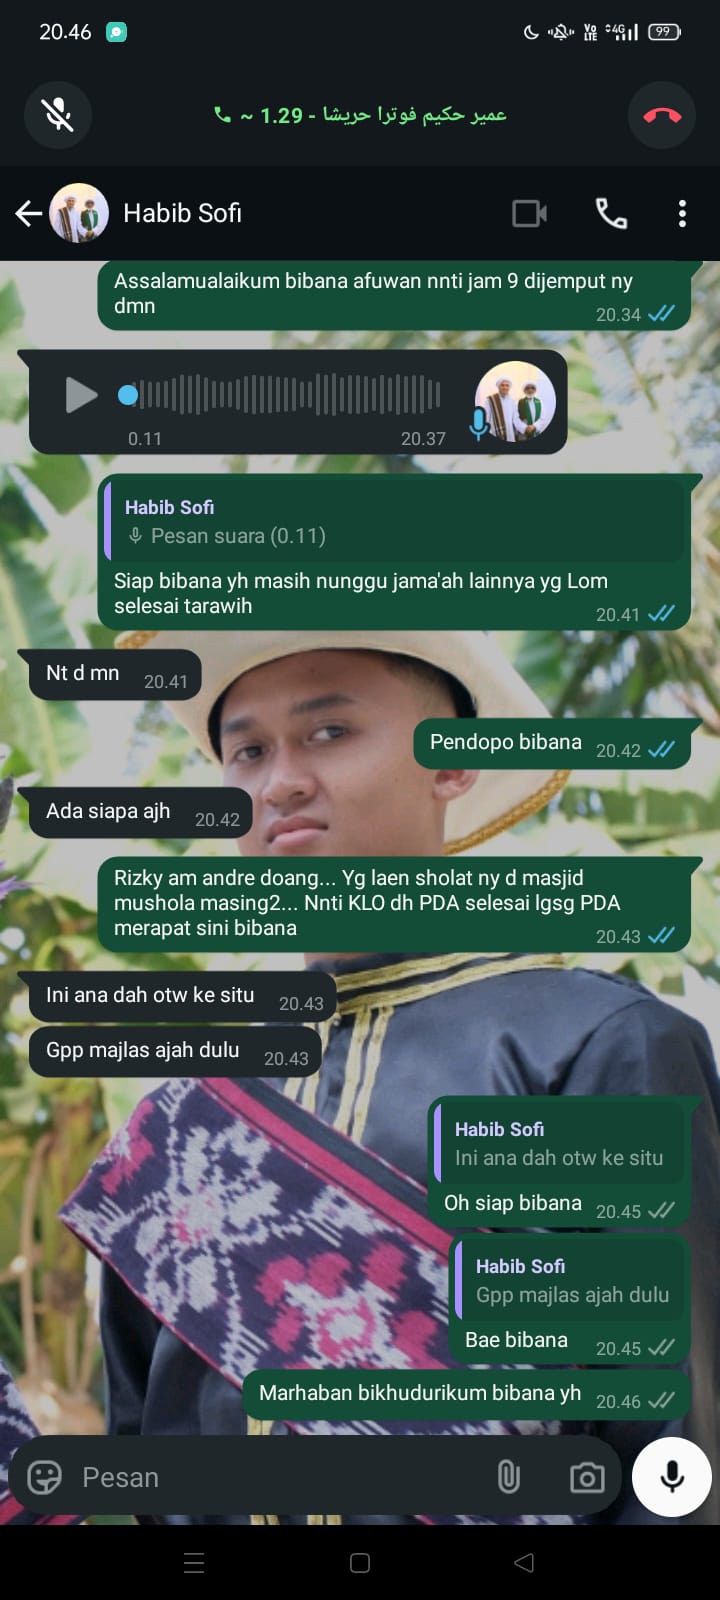 20.46
Vo
LTE
4G
99
عمير حكيم فوترا حريشا - 1.29 ~
Habib Sofi
Assalamualaikum bibana afuwan nnti jam 9 dijemput ny
dmn
20.34
0.11
20.37
Habib Sofi
Pesan suara (0.11)
Siap bibana yh masih nunggu jama'ah lainnya yg Lom
selesai tarawih
20.41
Nt d mn
20.41
Pendopo bibana
20.42
Ada siapa ajh
20.42
Rizky am andre doang... Yg laen sholat ny d masjid
mushola masing2... Nnti KLO dh PDA selesai lgsg PDA
merapat sini bibana
20.43
Ini ana dah otw ke situ
20.43
Gpp majlas ajah dulu
20.43
Habib Sofi
Ini ana dah otw ke situ
Oh siap bibana
20.45
Habib Sofi
Gpp majlas ajah dulu
Bae bibana
20.45
Marhaban bikhudurikum bibana yh
20.46
Pesan